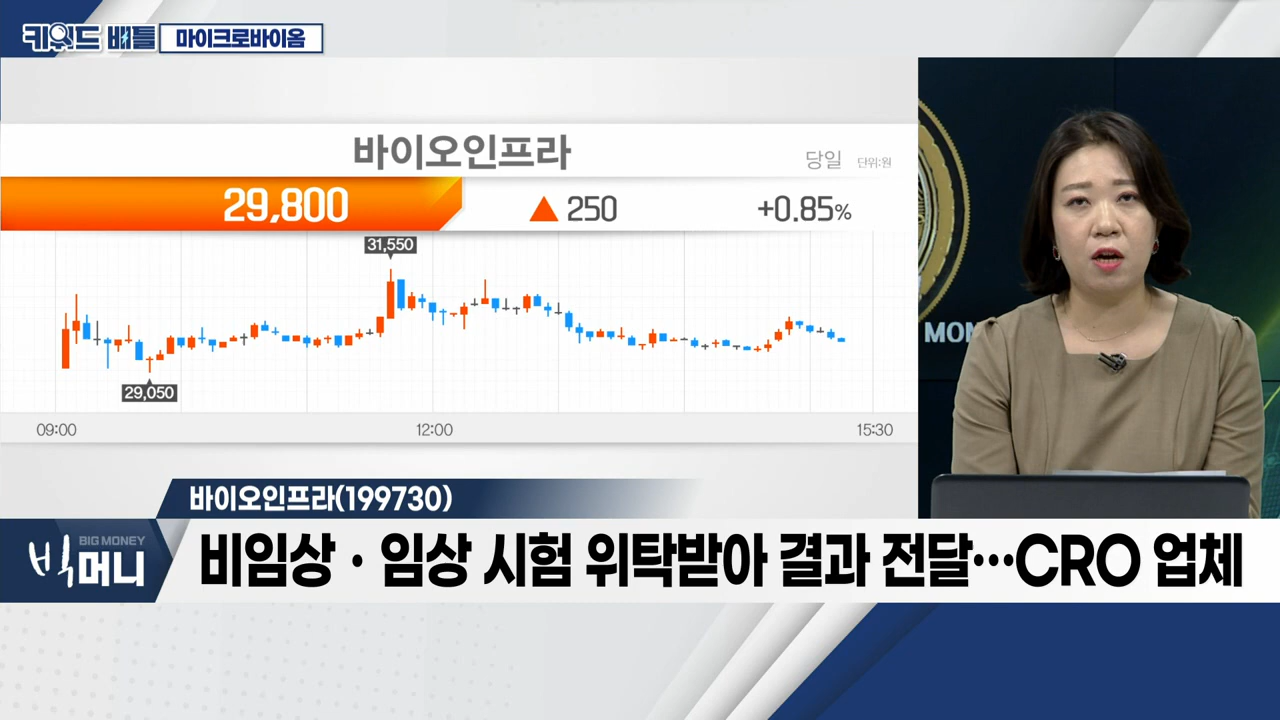 키워드 배틀 마이크로바이옴
바이오인프라
당일 단위:원
29,800 ▲ 250 +0.85%
31,550
29,050
09:00 12:00 15:30
MON
바이오인프라(199730)
BIG MONEY
빅머니
비임상·임상 시험 위탁받아 결과 전달…CRO 업체